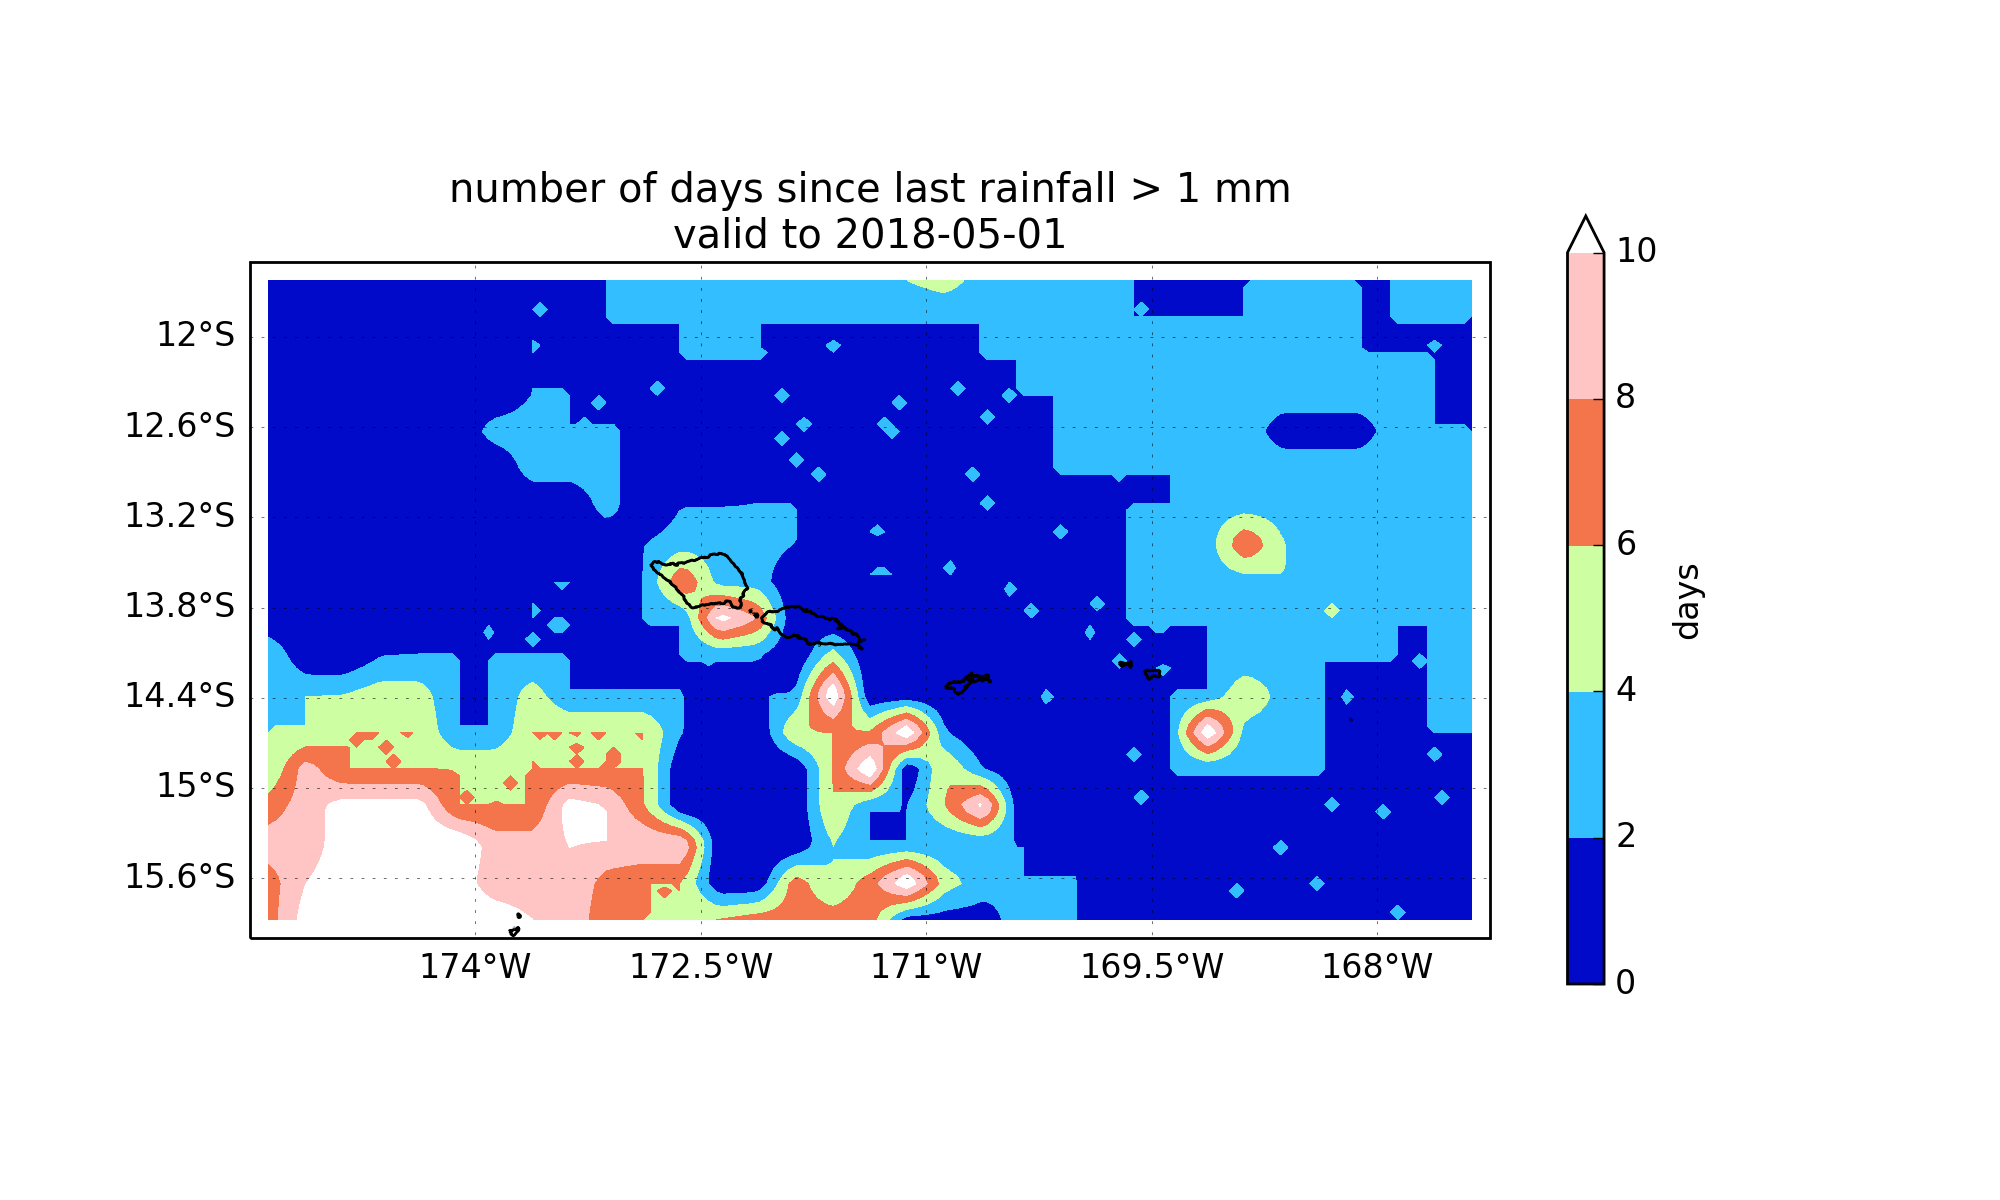 number of days since last rainfall > 1 mm
valid to 2018-05-01
12°S
12.6°S
13.2°S
13.8°S
14.4°S
15°S
15.6°S
174°W
172.5°W
171°W
169.5°W
168°W
10
8
6
4
2
0
days